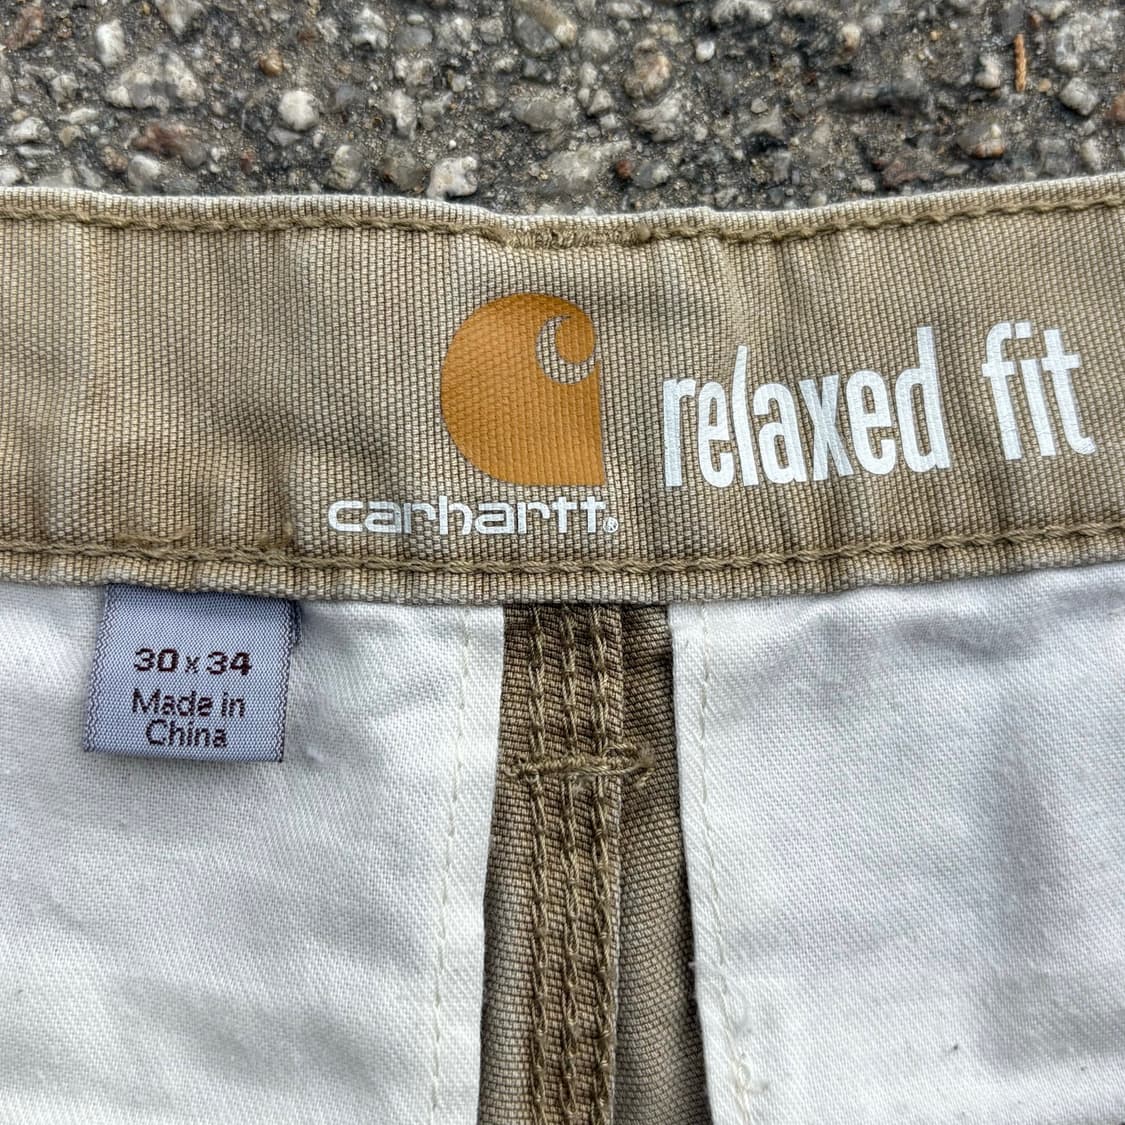 relaxed fit
carhartt®
30 x 34
Made in
China